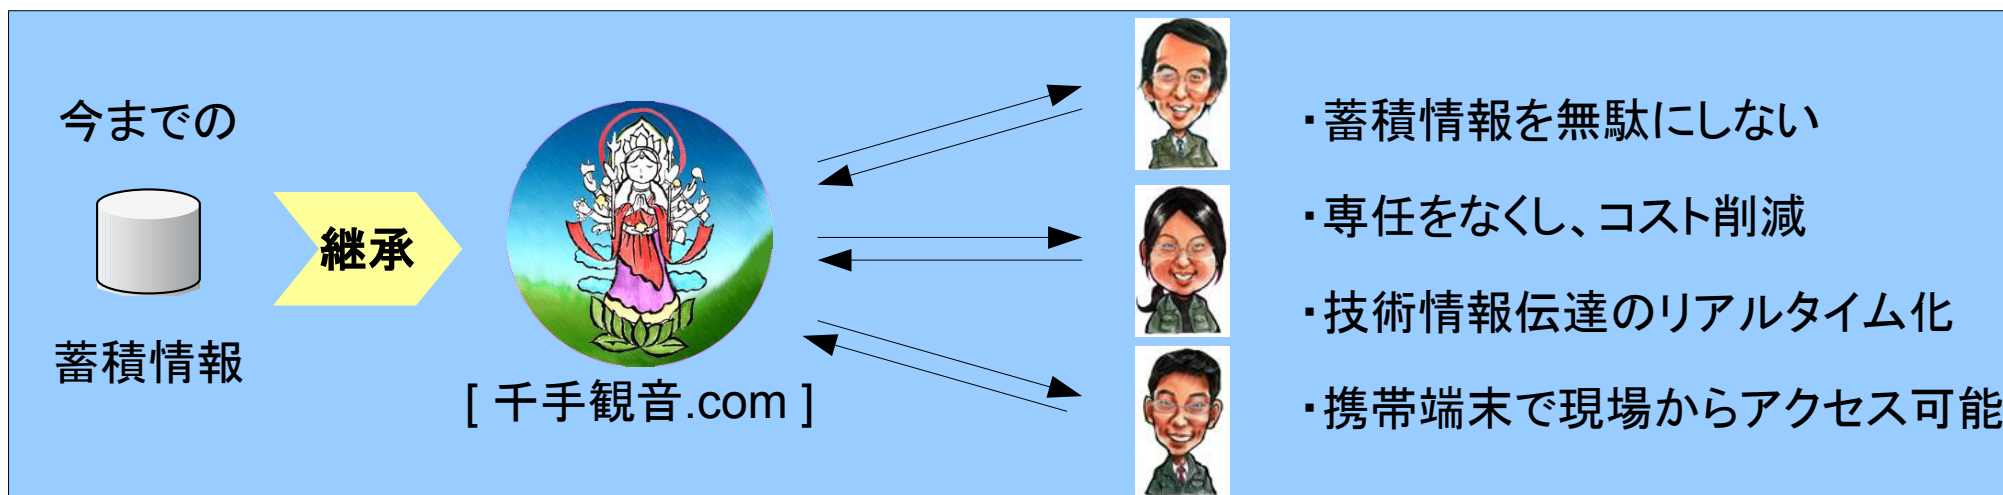 今までの
蓄積情報
継承
[ 千手観音.com ]
・蓄積情報を無駄にしない
・専任をなくし、コスト削減
・技術情報伝達のリアルタイム化
・携帯端末で現場からアクセス可能